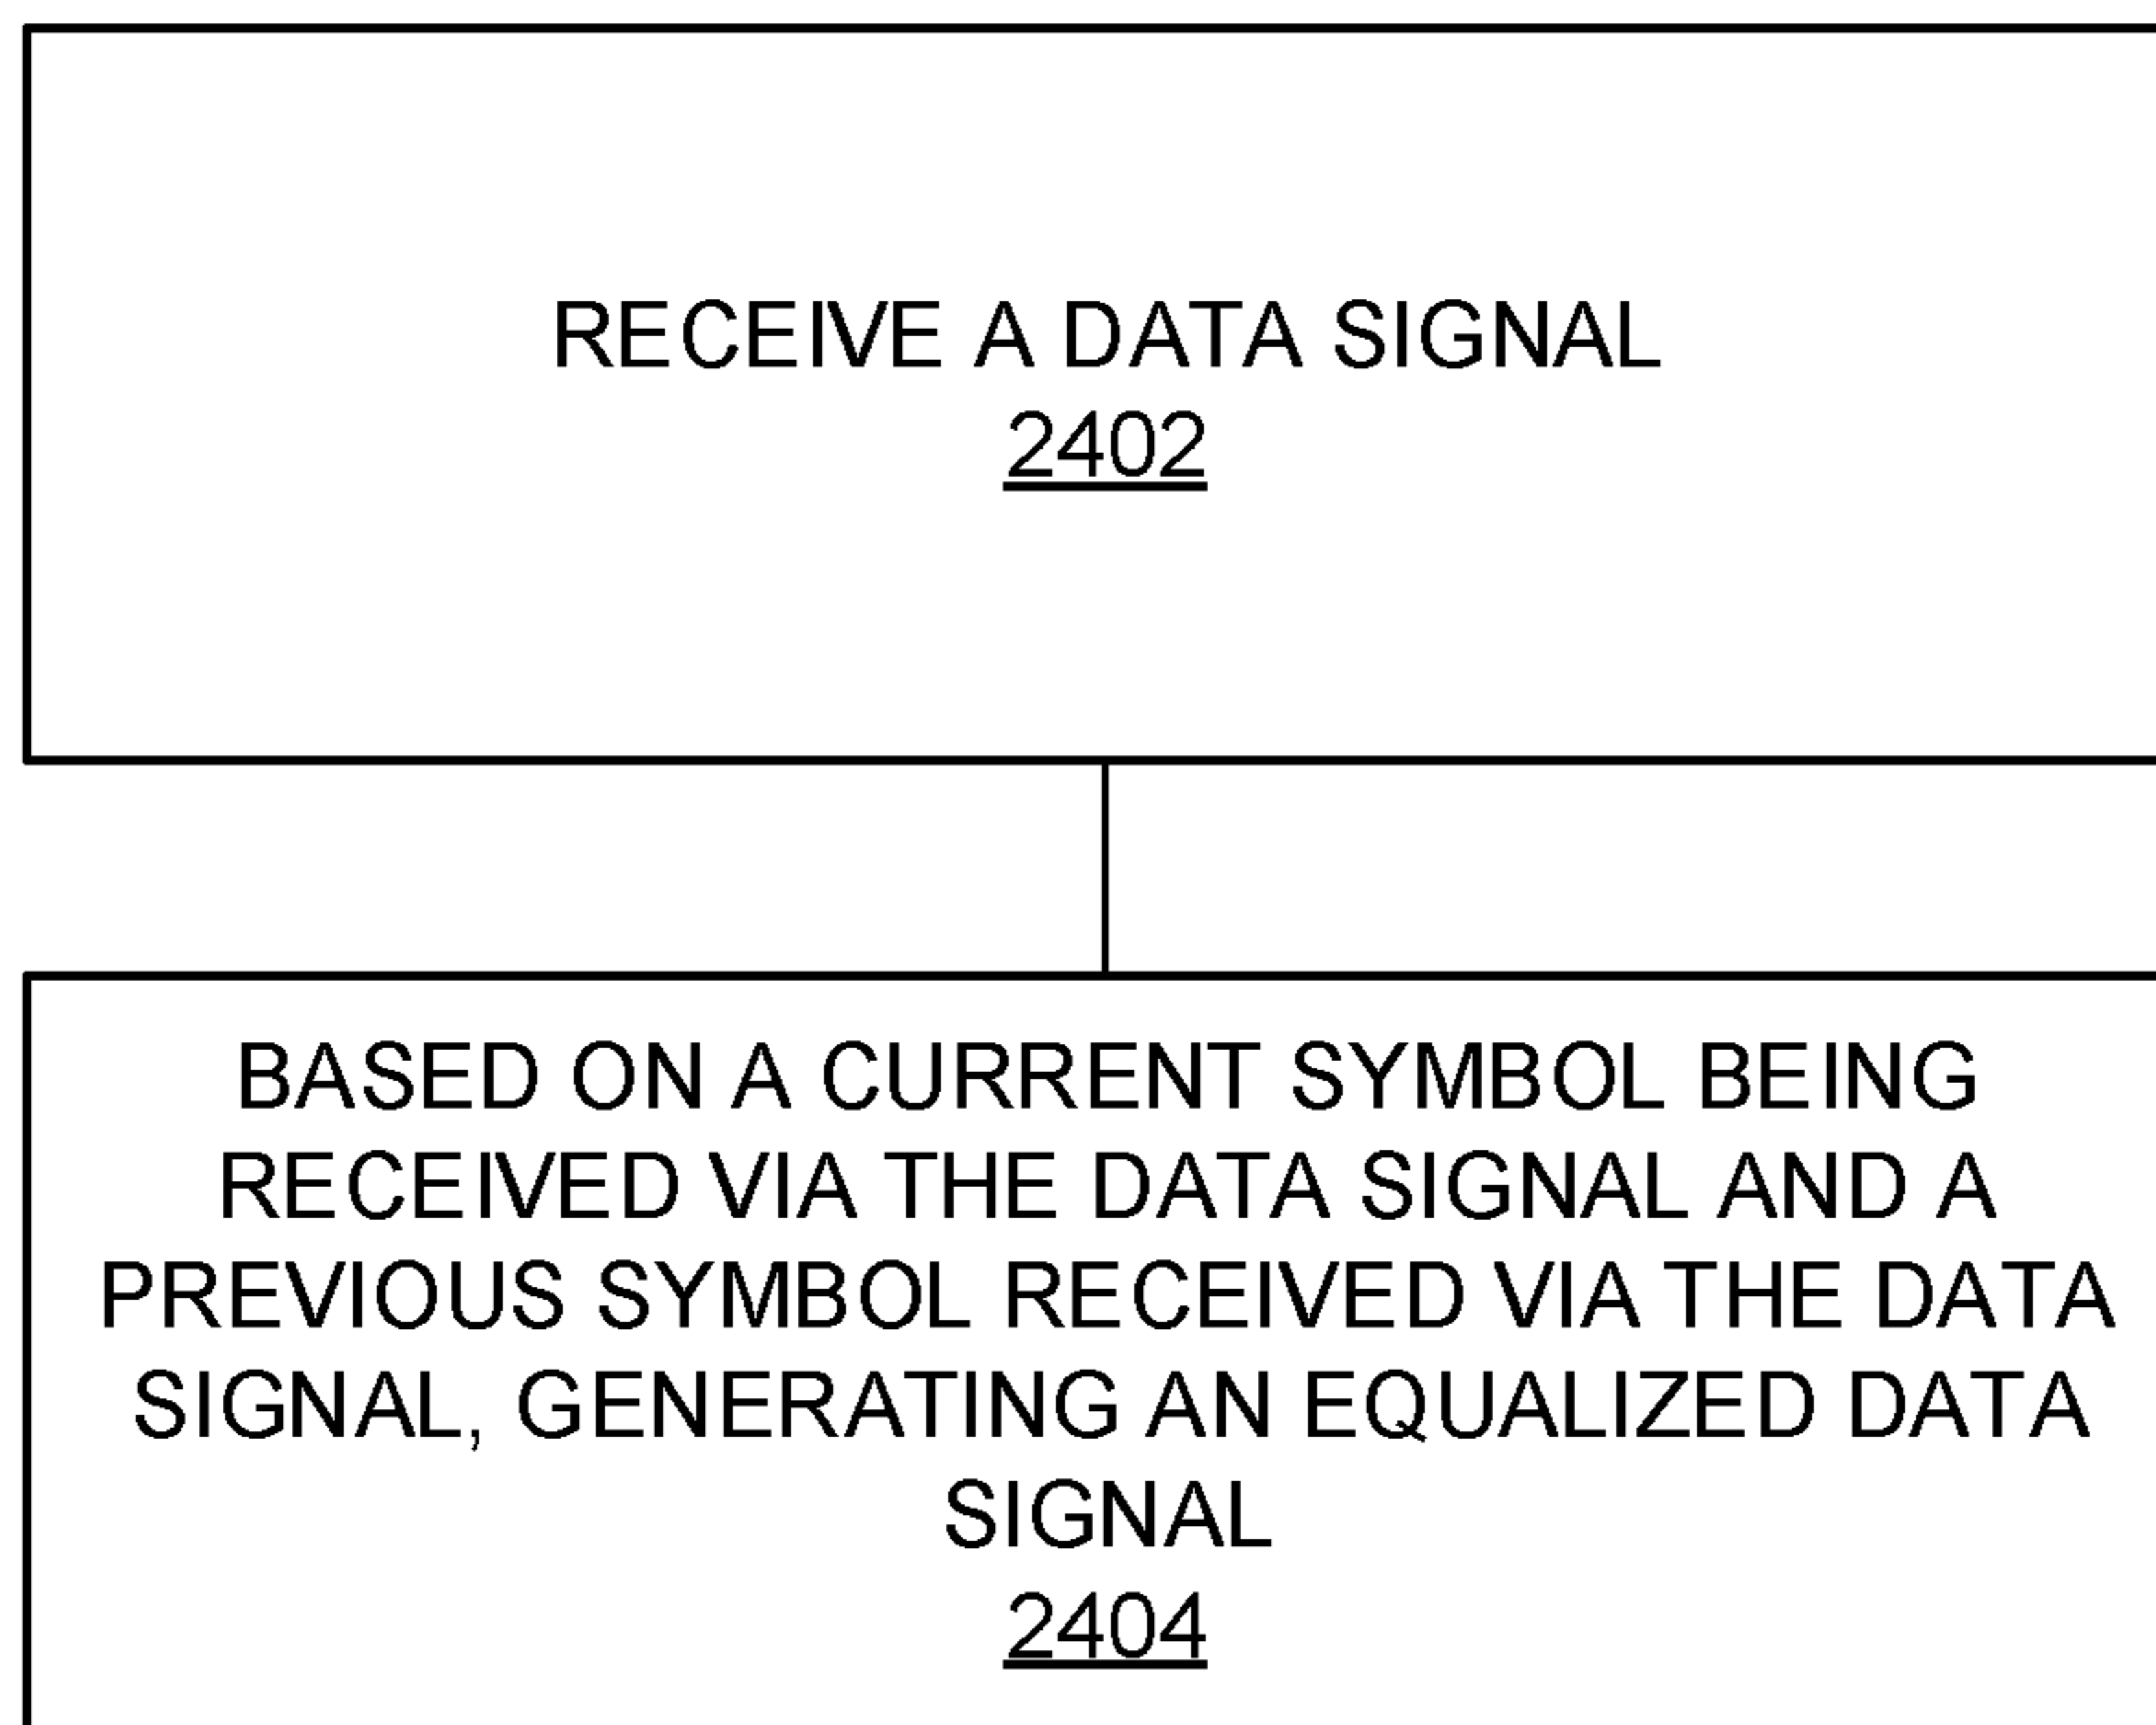 RECEIVE A DATA SIGNAL
2402
BASED ON A CURRENT SYMBOL BEING
RECEIVED VIA THE DATA SIGNAL AND A
PREVIOUS SYMBOL RECEIVED VIA THE DATA
SIGNAL, GENERATING AN EQUALIZED DATA
SIGNAL
2404